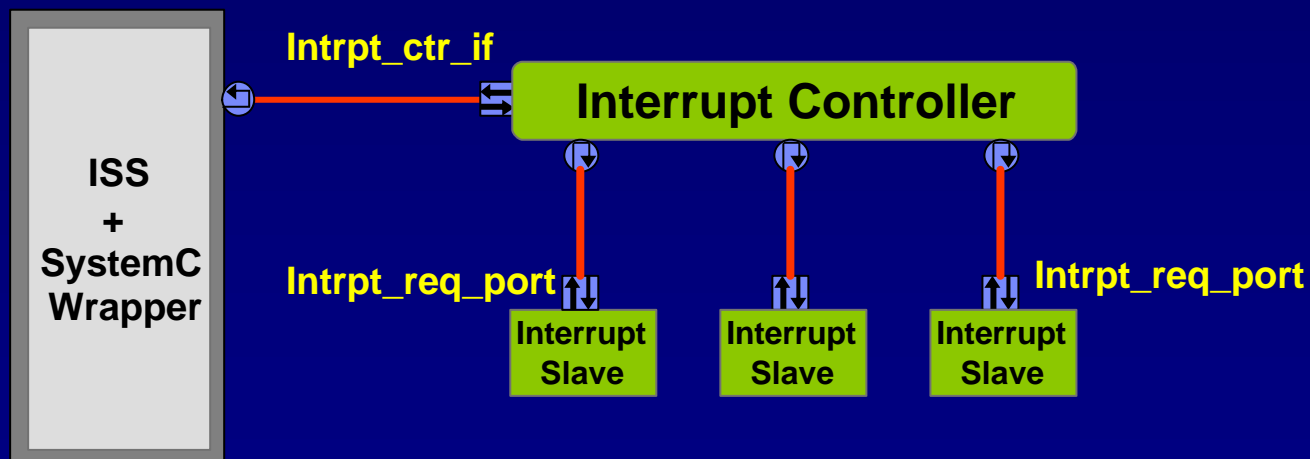 Intrpt_ctr_if
Interrupt Controller
ISS
+
SystemC
Wrapper
Intrpt_req_port
Intrpt_req_port
Interrupt
Slave
Interrupt
Slave
Interrupt
Slave